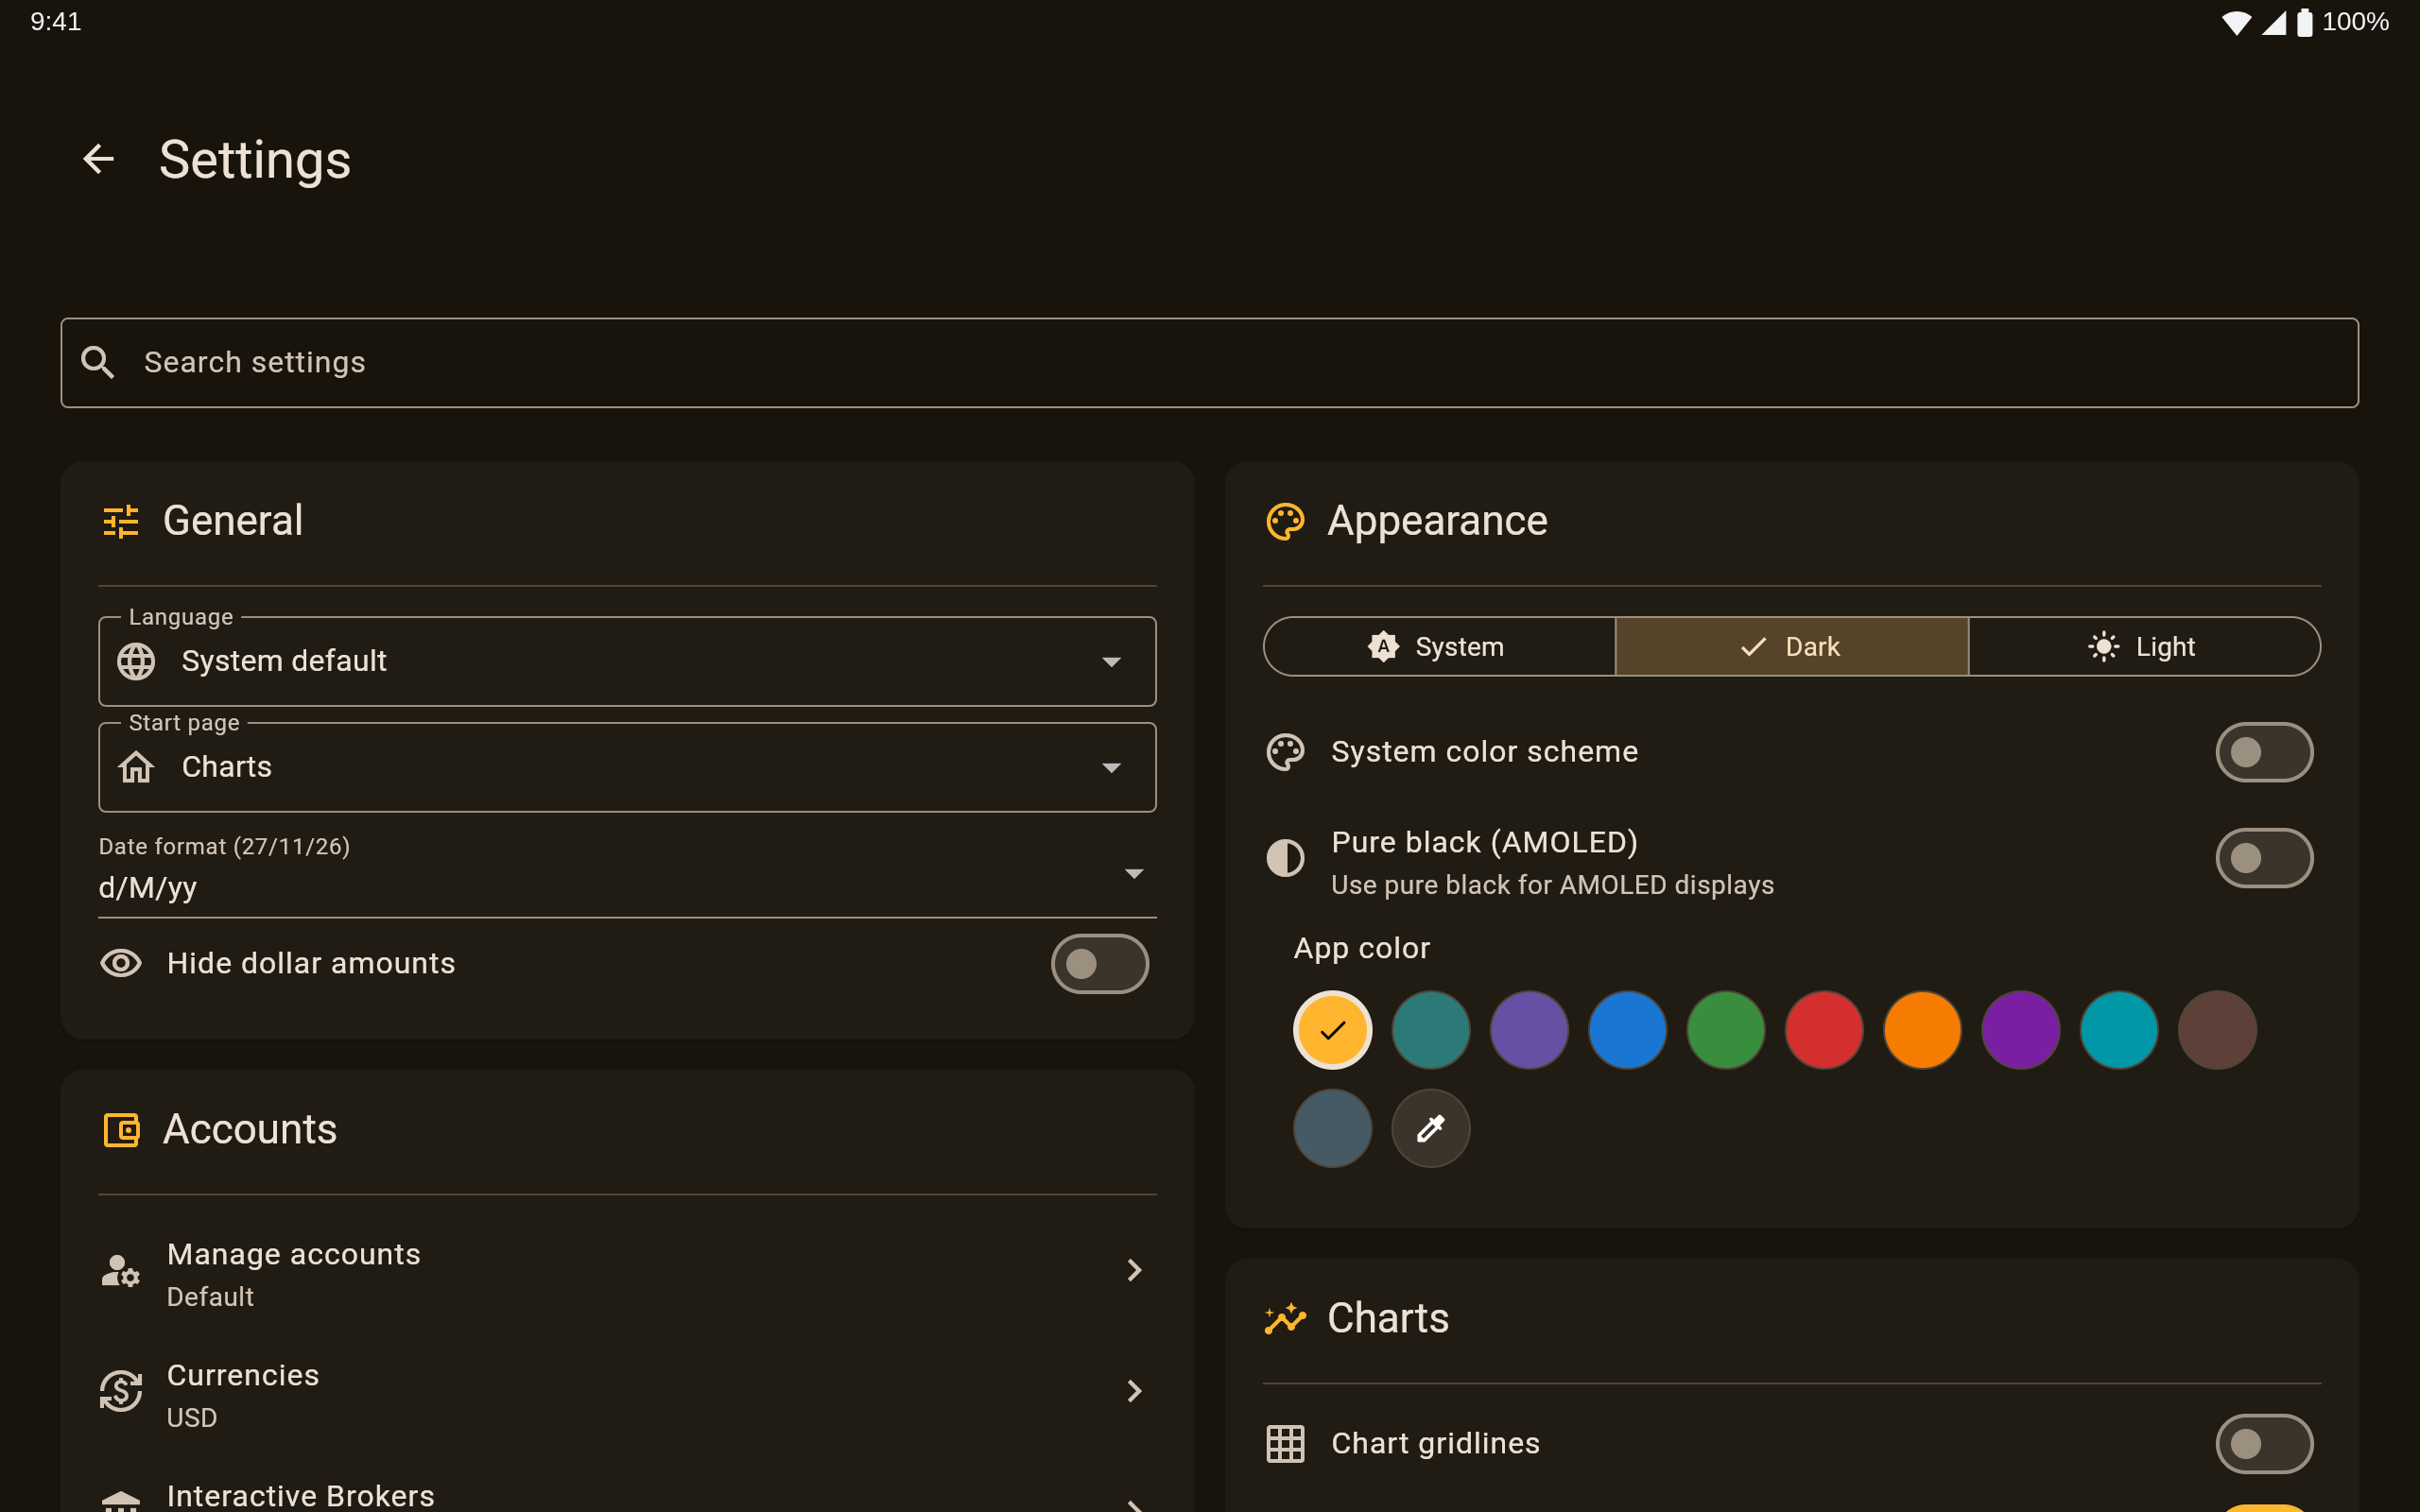 9:41
100%
Settings
Search settings
General
Language
System default
Start page
Charts
Date format (27/11/26)
d/M/yy
Hide dollar amounts
Accounts
Manage accounts
Default
Currencies
USD
Interactive Brokers
Appearance
System
Dark
Light
System color scheme
Pure black (AMOLED)
Use pure black for AMOLED displays
App color
Charts
Chart gridlines